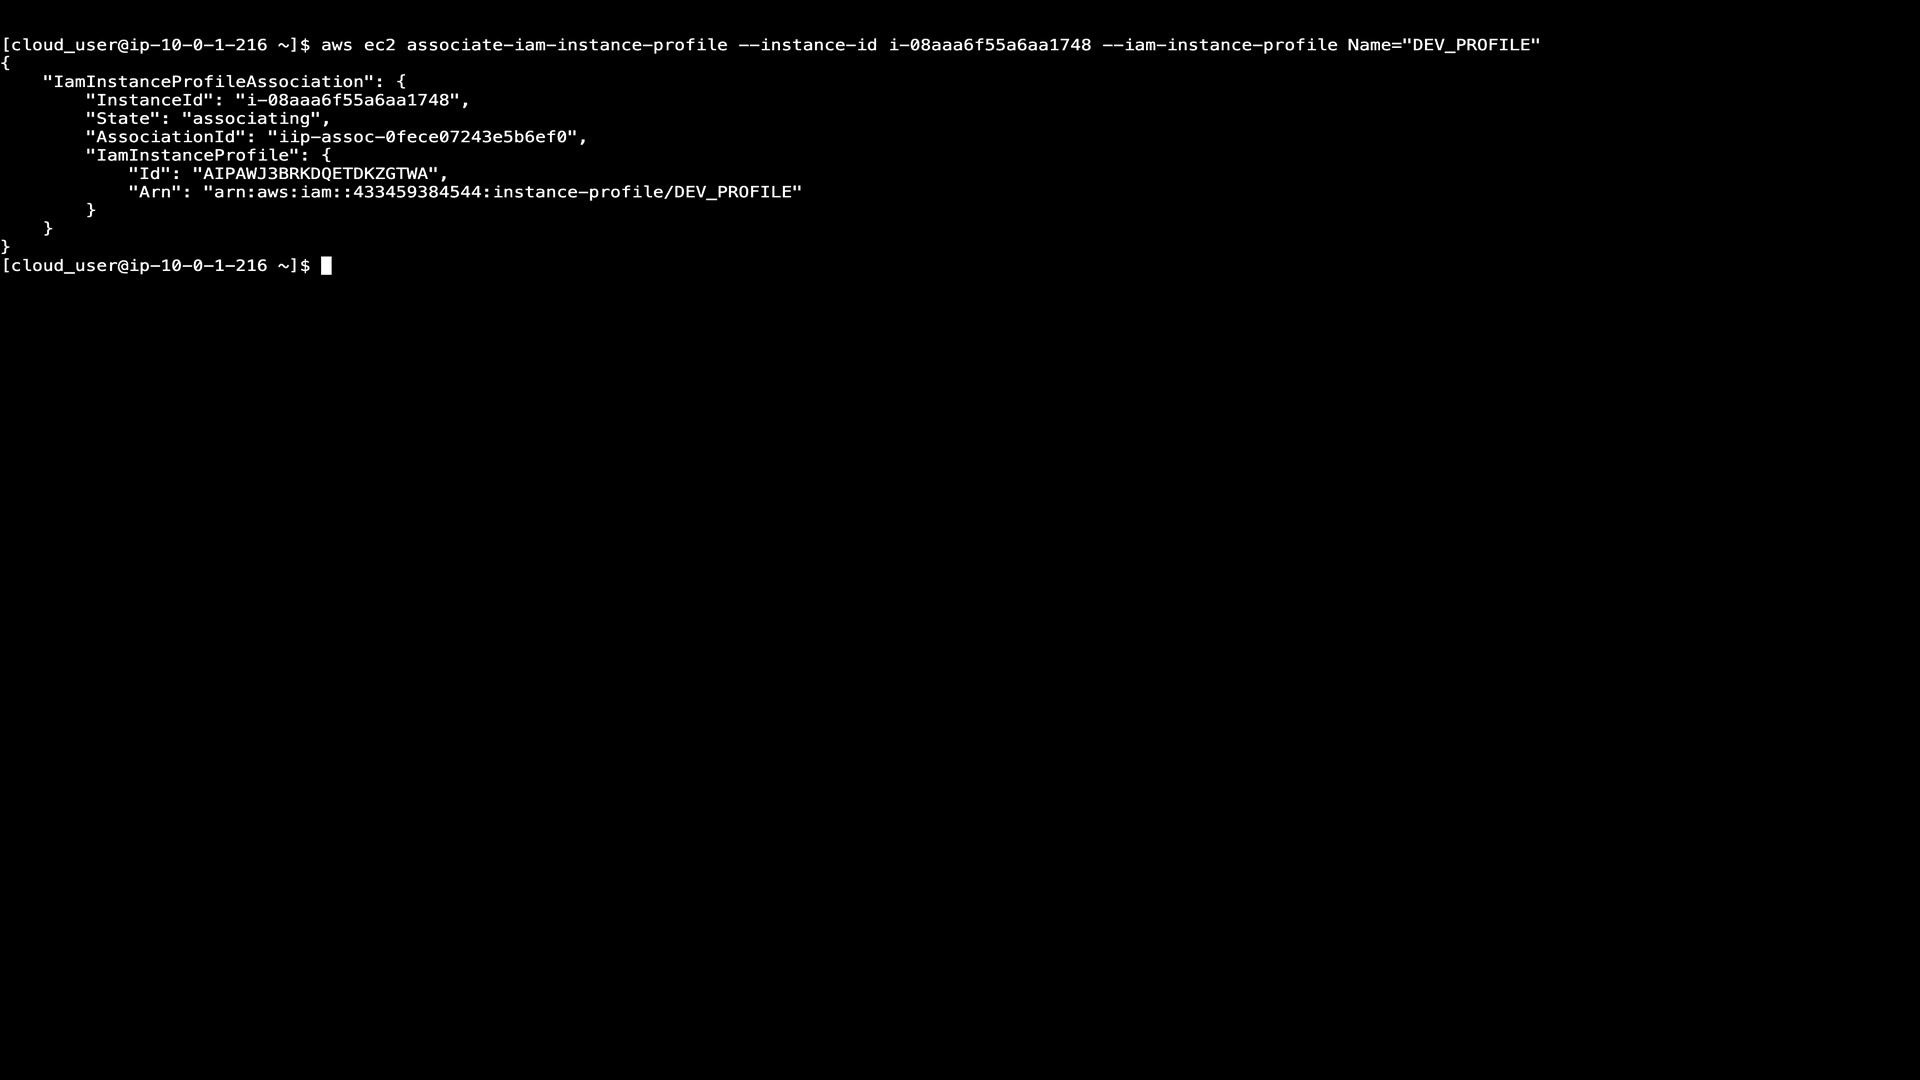 [cloud_user@ip-10-0-1-216 ~]$ aws ec2 associate-iam-instance-profile --instance-id i-08aaa6f55a6aa1748 --iam-instance-profile Name="DEV_PROFILE"
{
    "IamInstanceProfileAssociation": {
        "InstanceId": "i-08aaa6f55a6aa1748",
        "State": "associating",
        "AssociationId": "iip-assoc-0fece07243e5b6ef0",
        "IamInstanceProfile": {
            "Id": "AIPAWJ3BRKDQETDKZGTWA",
            "Arn": "arn:aws:iam::433459384544:instance-profile/DEV_PROFILE"
        }
    }
}
[cloud_user@ip-10-0-1-216 ~]$